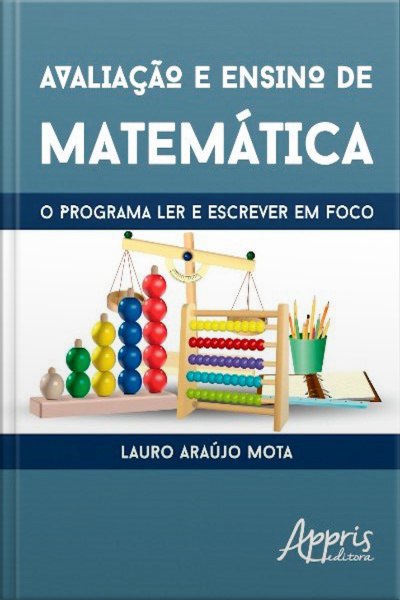 AVALIAÇÃO E ENSINO DE
MATEMÁTICA
O PROGRAMA LER E ESCREVER EM FOCO
LAURO ARAÚJO MOTA
Appris
editora